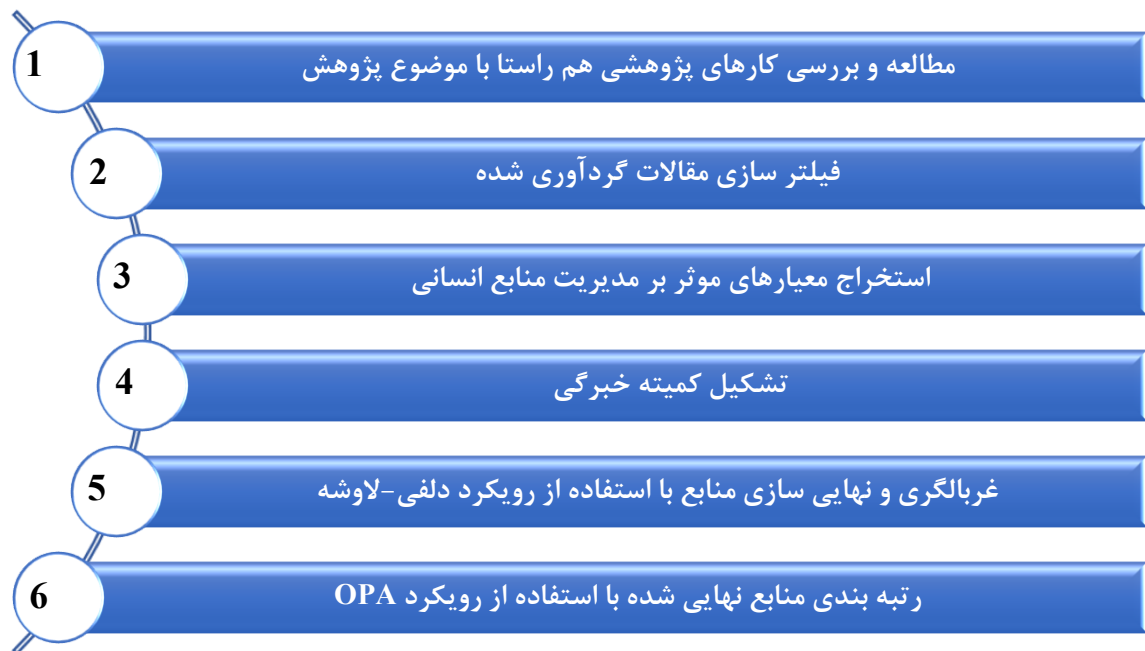 1 مطالعه و بررسی کارهای پژوهشی هم راستا با موضوع پژوهش
2 فیلتر سازی مقالات گردآوری شده
3 استخراج معیارهای موثر بر مدیریت منابع انسانی
4 تشکیل کمیته خبرگی
5 غربالگری و نهایی سازی منابع با استفاده از رویکرد دلفی-لاوشه
6 رتبه بندی منابع نهایی شده با استفاده از رویکرد OPA